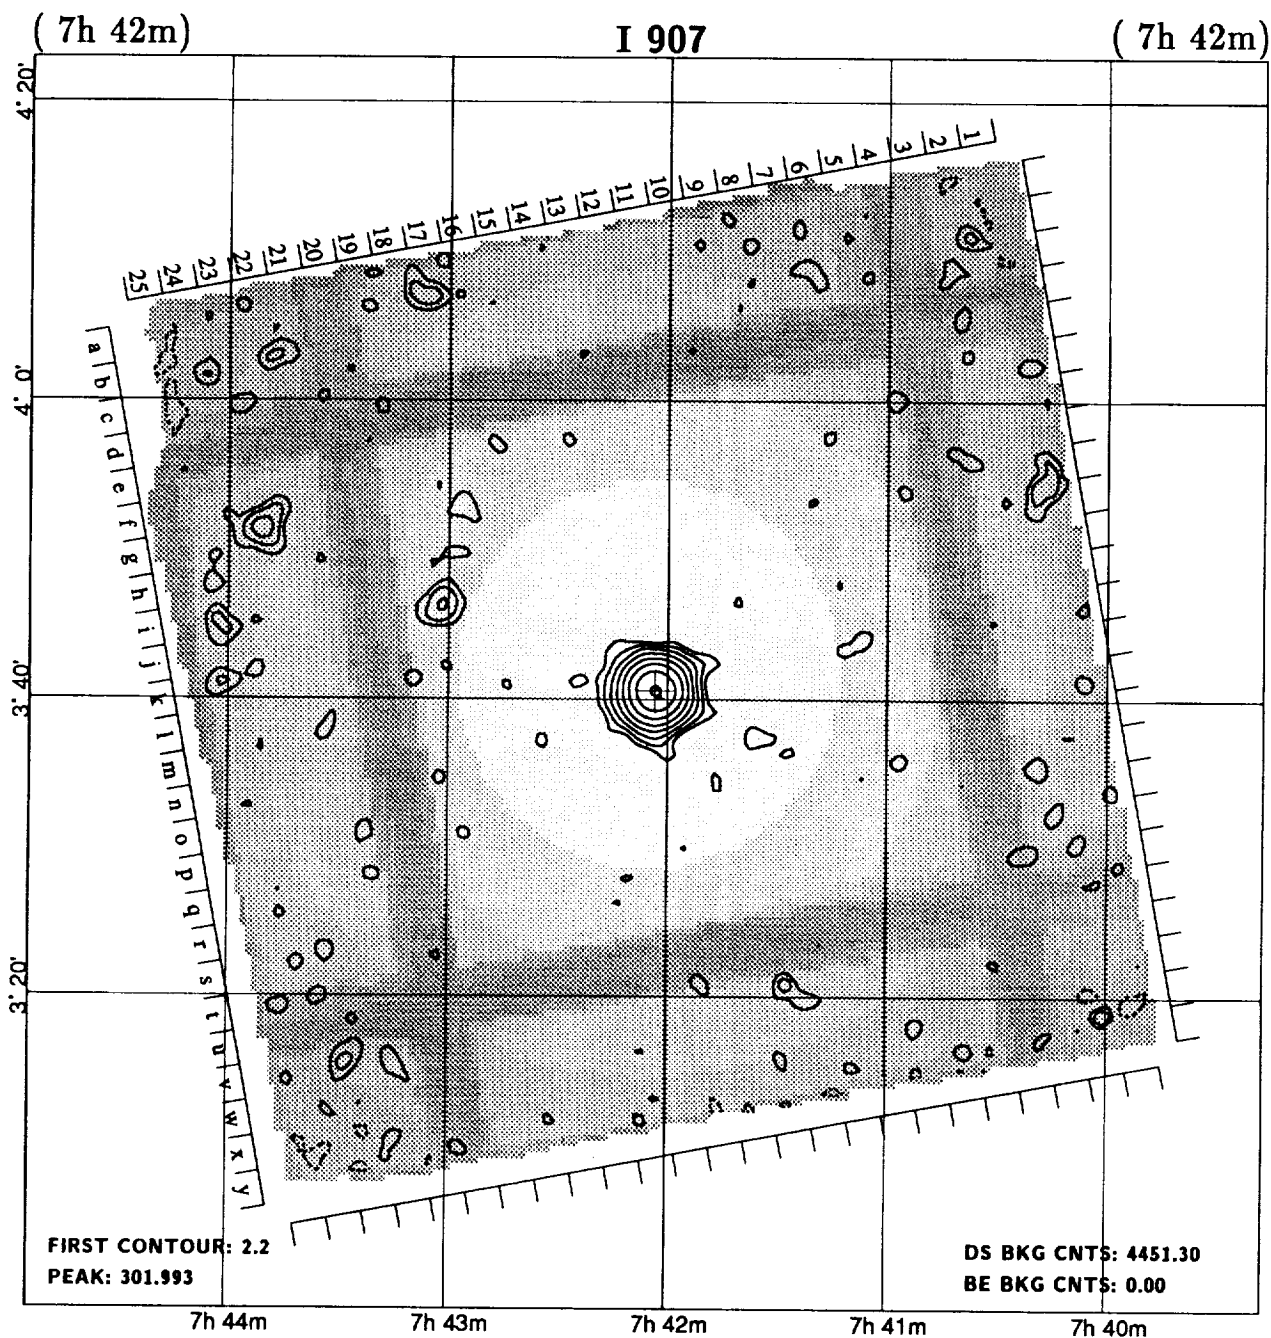 ( 7h 42m)
I 907
( 7h 42m)
4° 20'
4° 0'
3° 40'
3° 20'
25 24 23 22 21 20 19 18 17 16 15 14 13 12 11 10 9 8 7 6 5 4 3 2 1
a b c d e f g h i j k l m n o p q r s t u v w x y
FIRST CONTOUR: 2.2
PEAK: 301.993
DS BKG CNTS: 4451.30
BE BKG CNTS: 0.00
7h 44m 7h 43m 7h 42m 7h 41m 7h 40m